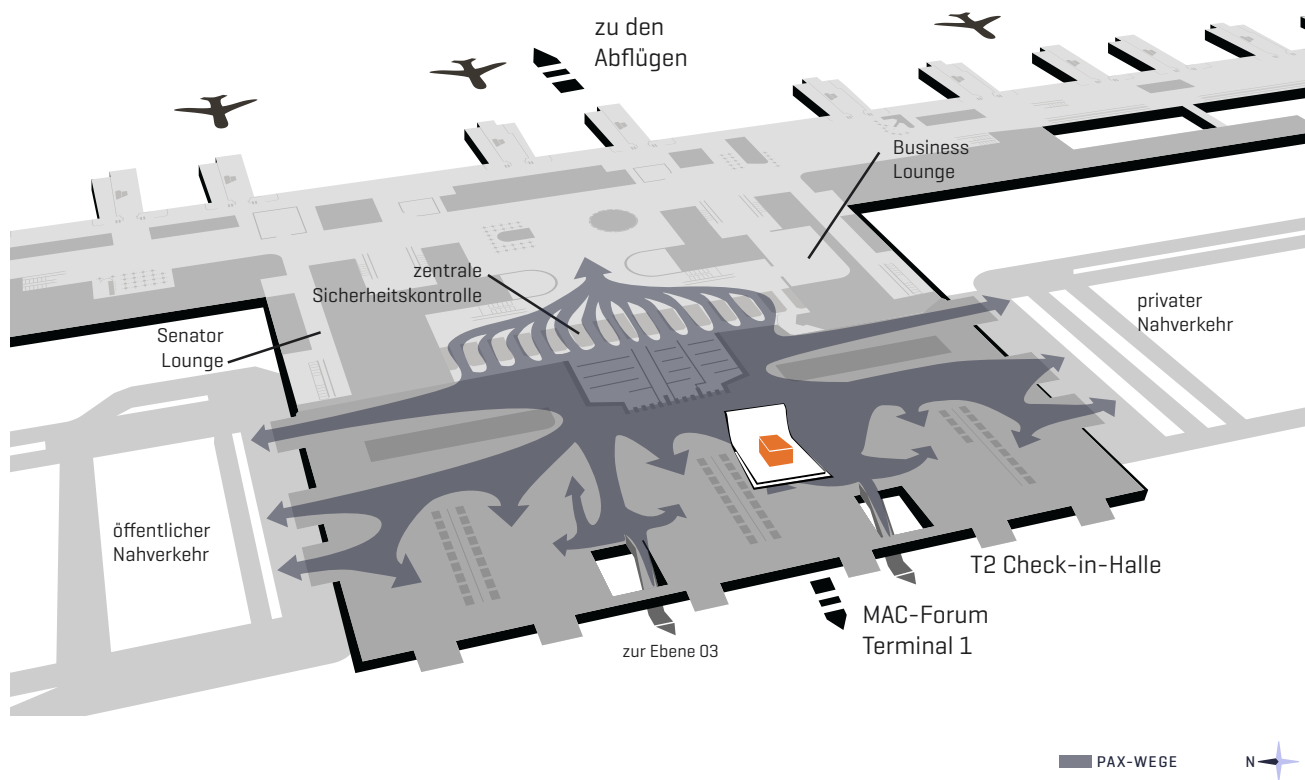 zu den
Abflügen
Business
Lounge
zentrale
Sicherheitskontrolle
privater
Nahverkehr
Senator
Lounge
öffentlicher
Nahverkehr
T2 Check-in-Halle
MAC-Forum
Terminal 1
zur Ebene 03
PAX-WEGE
N